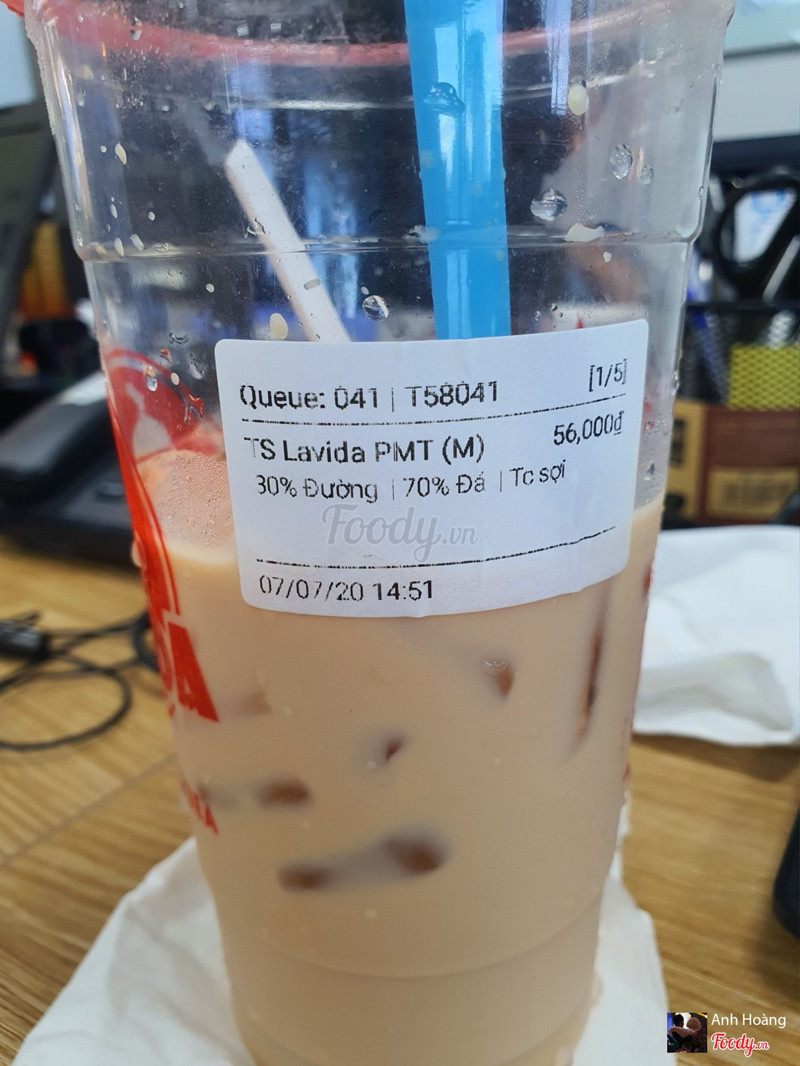 Queue: 041 | T58041 [1/5]
TS Lavida PMT (M) 56,000đ
30% Đường | 70% Đá | Tc sợi
Foody.vn
07/07/20 14:51
Anh Hoàng
Foody.vn